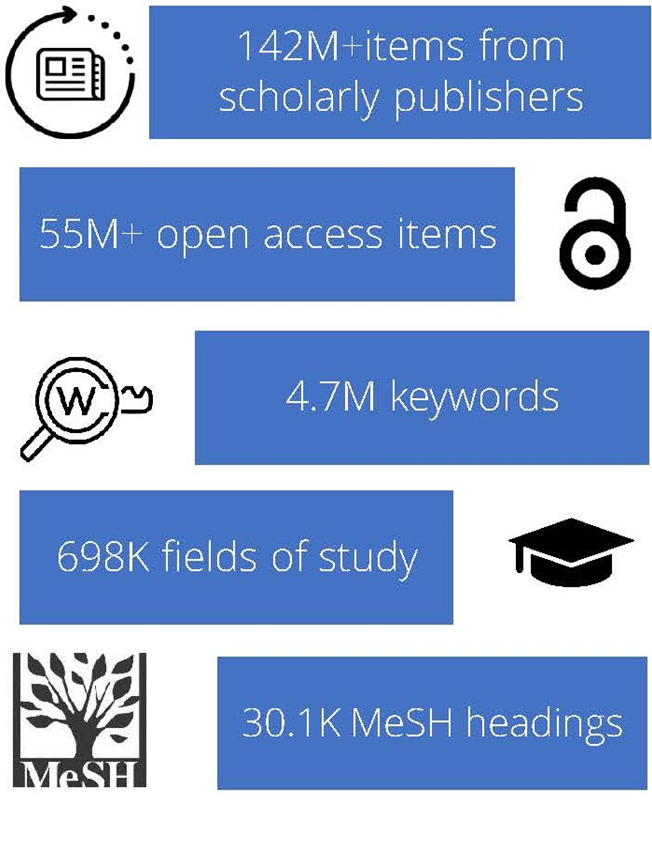 142M+items from
scholarly publishers
55M+ open access items
W
4.7M keywords
698K fields of study
MeSH
30.1K MeSH headings